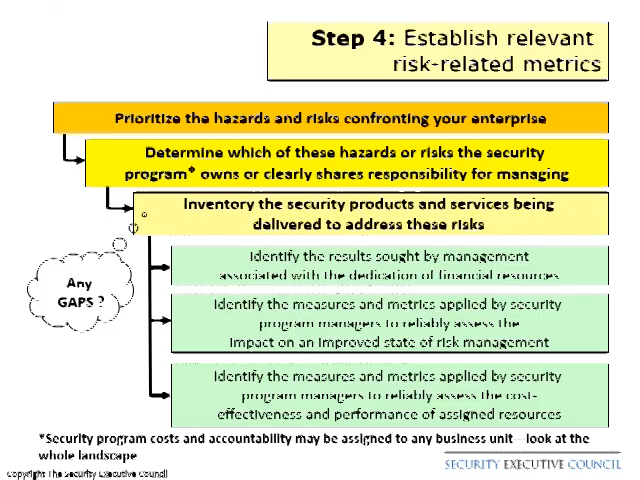 Step 4: Establish relevant
risk-related metrics
Prioritize the hazards and risks confronting your enterprise
Determine which of these hazards or risks the security
program* owns or clearly shares responsibility for managing
Inventory the security products and services being
delivered to address these risks
Any
GAPS ?
Identify the results sought by management
associated with the dedication of financial resources
Identify the measures and metrics applied by security
program managers to reliably assess the
impact on an improved state of risk management
Identify the measures and metrics applied by security
program managers to reliably assess the cost-
effectiveness and performance of assigned resources
*Security program costs and accountability may be assigned to any business unit---look at the
whole landscape
SECURITY EXECUTIVE COUNCIL
Copyright The Security Executive Council